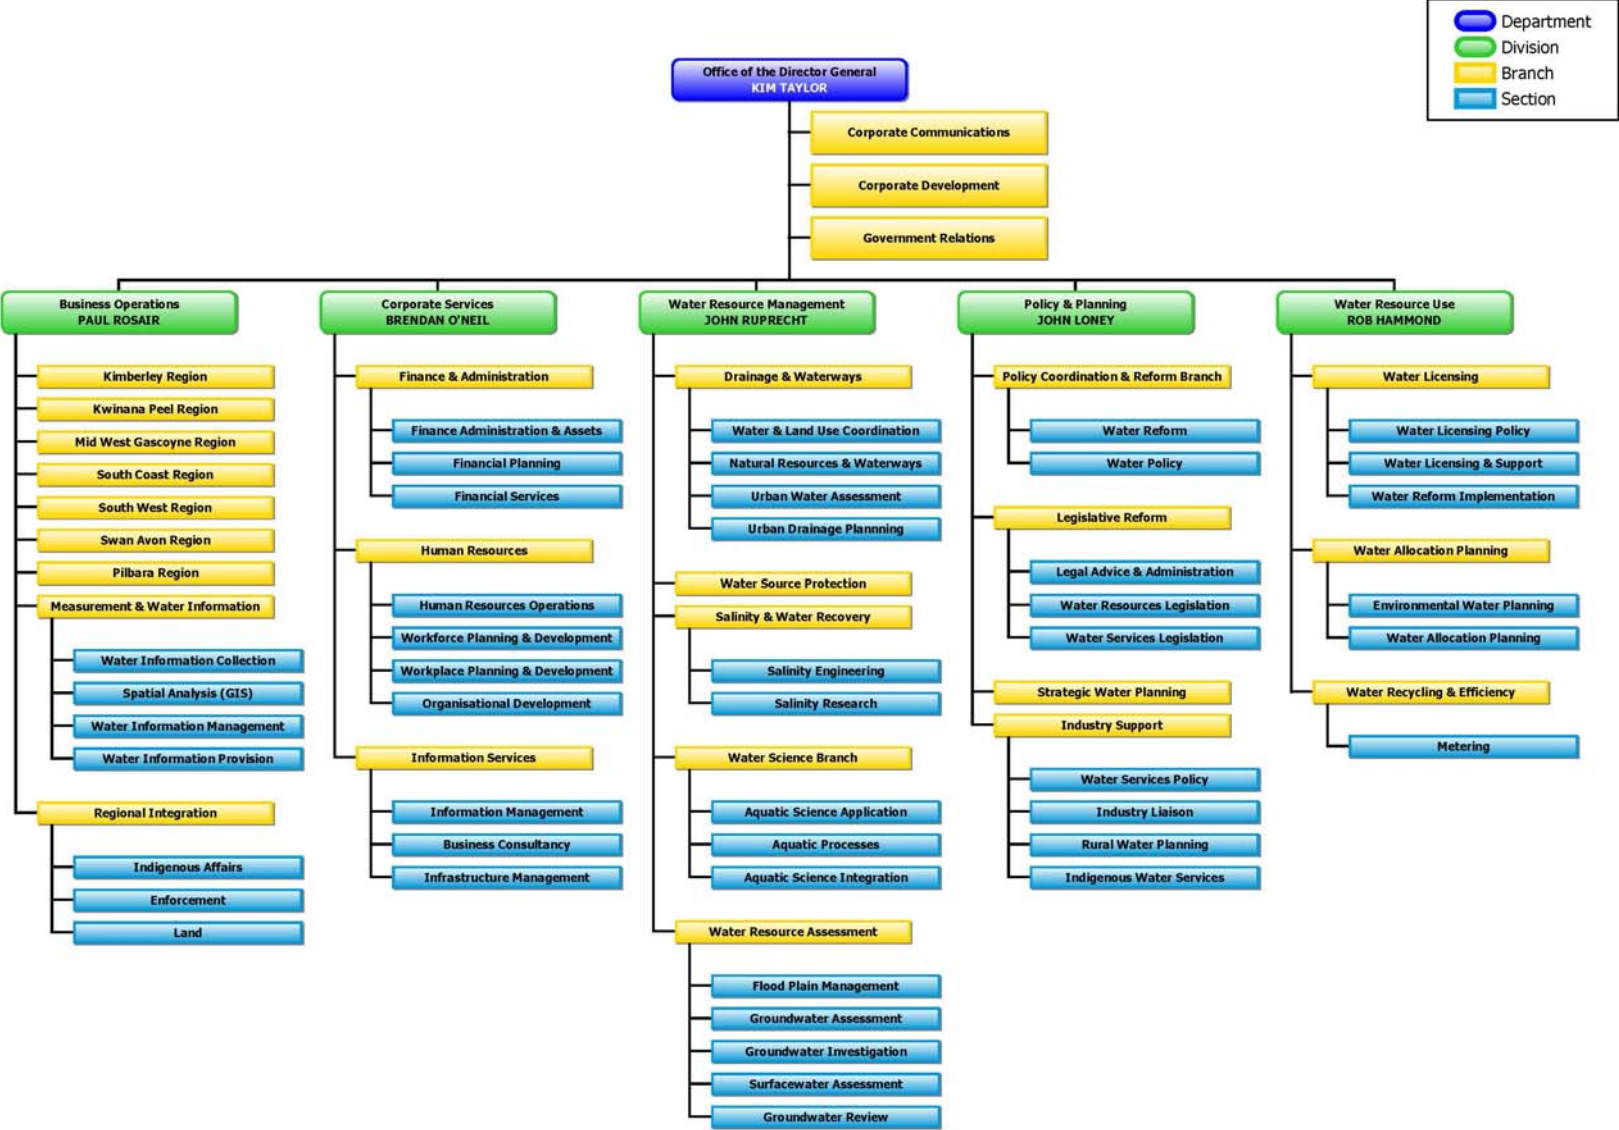 Department
Division
Branch
Section
Office of the Director General
KIM TAYLOR
Corporate Communications
Corporate Development
Government Relations
Business Operations
PAUL ROSAIR
Kimberley Region
Kwinana Peel Region
Mid West Gascoyne Region
South Coast Region
South West Region
Swan Avon Region
Pilbara Region
Measurement & Water Information
Water Information Collection
Spatial Analysis (GIS)
Water Information Management
Water Information Provision
Regional Integration
Indigenous Affairs
Enforcement
Land
Corporate Services
BRENDAN O'NEIL
Finance & Administration
Finance Administration & Assets
Financial Planning
Financial Services
Human Resources
Human Resources Operations
Workforce Planning & Development
Workplace Planning & Development
Organisational Development
Information Services
Information Management
Business Consultancy
Infrastructure Management
Water Resource Management
JOHN RUPRECHT
Drainage & Waterways
Water & Land Use Coordination
Natural Resources & Waterways
Urban Water Assessment
Urban Drainage Plannning
Water Source Protection
Salinity & Water Recovery
Salinity Engineering
Salinity Research
Water Science Branch
Aquatic Science Application
Aquatic Processes
Aquatic Science Integration
Water Resource Assessment
Flood Plain Management
Groundwater Assessment
Groundwater Investigation
Surfacewater Assessment
Groundwater Review
Policy & Planning
JOHN LONEY
Policy Coordination & Reform Branch
Water Reform
Water Policy
Legislative Reform
Legal Advice & Administration
Water Resources Legislation
Water Services Legislation
Strategic Water Planning
Industry Support
Water Services Policy
Industry Liaison
Rural Water Planning
Indigenous Water Services
Water Resource Use
ROB HAMMOND
Water Licensing
Water Licensing Policy
Water Licensing & Support
Water Reform Implementation
Water Allocation Planning
Environmental Water Planning
Water Allocation Planning
Water Recycling & Efficiency
Metering